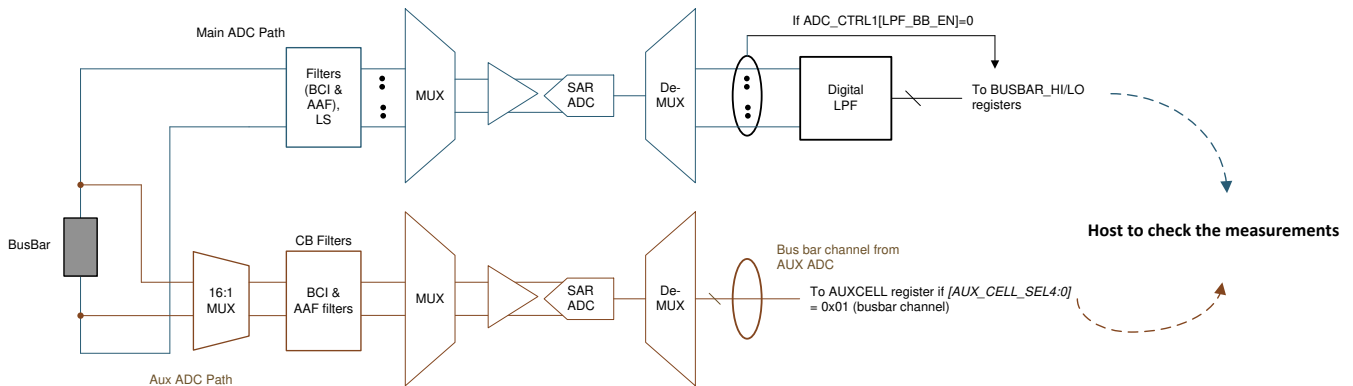 If ADC_CTRL1[LPF_BB_EN]=0
Main ADC Path
Filters
(BCI &
AAF),
LS
MUX
SAR
ADC
De-
MUX
Digital
LPF
To BUSBAR_HI/LO
registers
BusBar
Host to check the measurements
CB Filters
16:1
MUX
BCI &
AAF filters
MUX
SAR
ADC
De-
MUX
Bus bar channel from
AUX ADC
To AUXCELL register if [AUX_CELL_SEL4:0]
= 0x01 (busbar channel)
Aux ADC Path